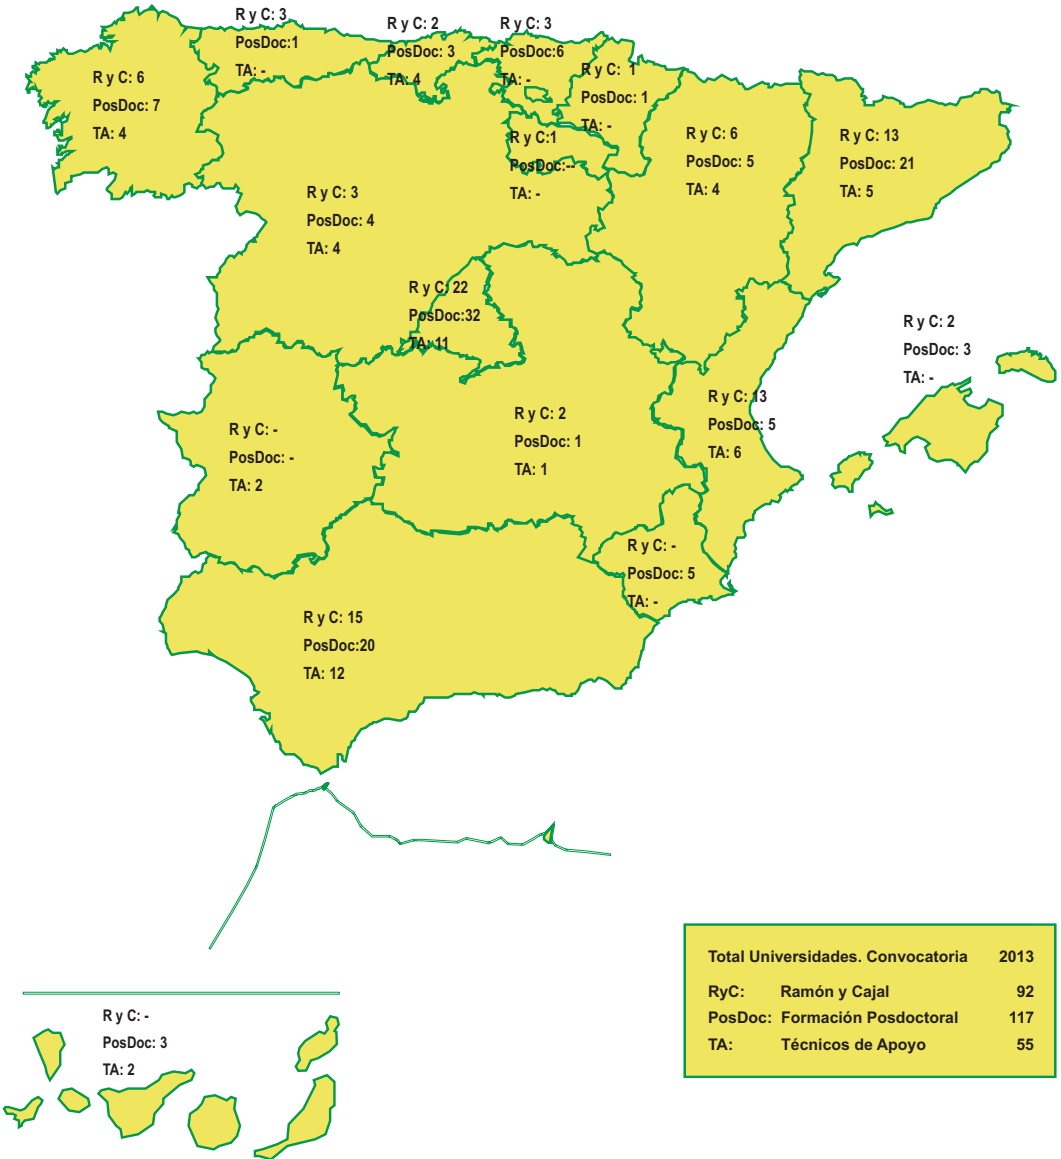 R y C: 3
PosDoc:1
TA: -
R y C: 2
PosDoc: 3
TA: 4
R y C: 3
PosDoc:6
TA: -
R y C: 1
PosDoc: 1
TA: -
R y C: 6
PosDoc: 7
TA: 4
R y C:1
PosDoc:--
TA: -
R y C: 6
PosDoc: 5
TA: 4
R y C: 13
PosDoc: 21
TA: 5
R y C: 3
PosDoc: 4
TA: 4
R y C: 22
PosDoc:32
TA: 11
R y C: 2
PosDoc: 3
TA: -
R y C: -
PosDoc: -
TA: 2
R y C: 2
PosDoc: 1
TA: 1
R y C: 13
PosDoc: 5
TA: 6
R y C: -
PosDoc: 5
TA: -
R y C: 15
PosDoc:20
TA: 12
R y C: -
PosDoc: 3
TA: 2
Total Universidades. Convocatoria 2013
RyC: Ramón y Cajal 92
PosDoc: Formación Posdoctoral 117
TA: Técnicos de Apoyo 55